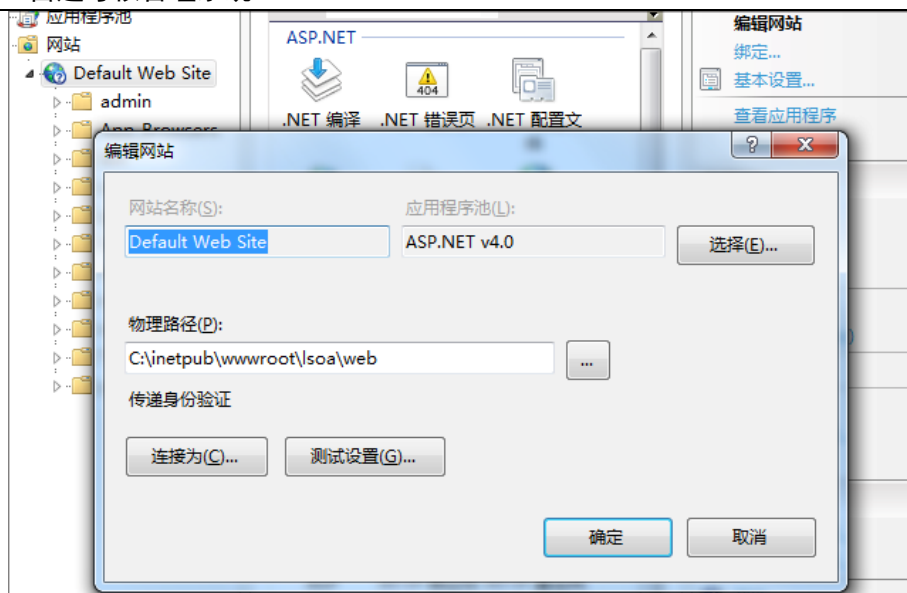 应用程序池
网站
Default Web Site
admin
App_Browsers
ASP.NET
.NET 编译
.NET 错误页
.NET 配置文
编辑网站
绑定...
基本设置...
查看应用程序
编辑网站
网站名称(S):
应用程序池(L):
Default Web Site
ASP.NET v4.0
选择(E)...
物理路径(P):
C:\inetpub\wwwroot\lsoa\web
...
传递身份验证
连接为(C)...
测试设置(G)...
确定
取消